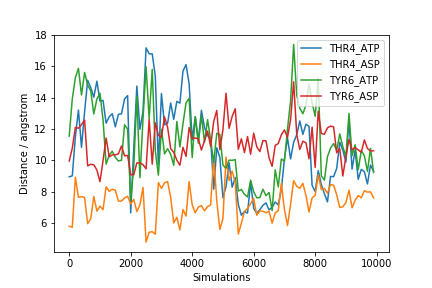 18
16
14
12
10
8
6
0
2000
4000
6000
8000
10000
Distance / angstrom
Simulations
THR4_ATP
THR4_ASP
TYR6_ATP
TYR6_ASP